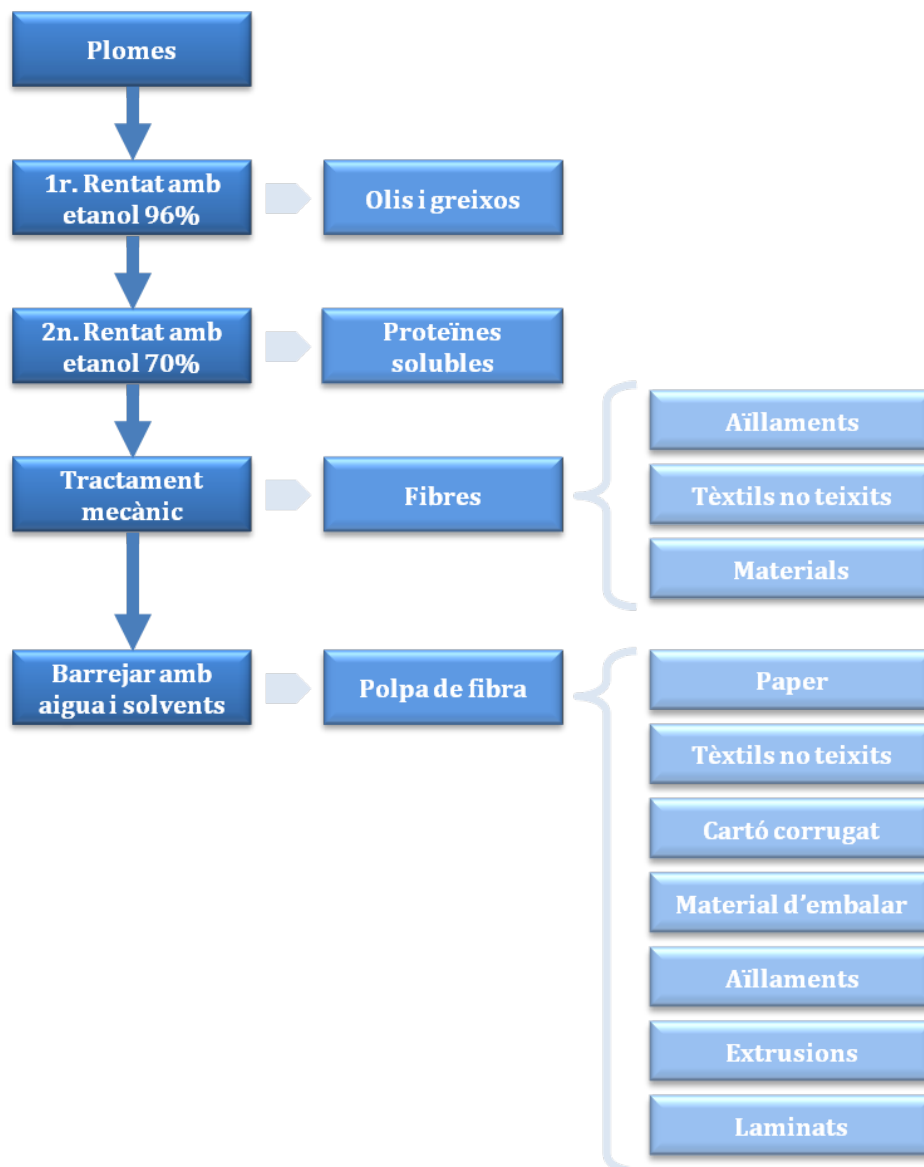 Plomes
1r. Rentat amb
etanol 96%
Olis i greixos
2n. Rentat amb
etanol 70%
Proteïnes
solubles
Tractament
mecànic
Fibres
Aïllaments
Tèxtils no teixits
Materials
Barrejar amb
aigua i solvents
Polpa de fibra
Paper
Tèxtils no teixits
Cartó corrugat
Material d’embalar
Aïllaments
Extrusions
Laminats